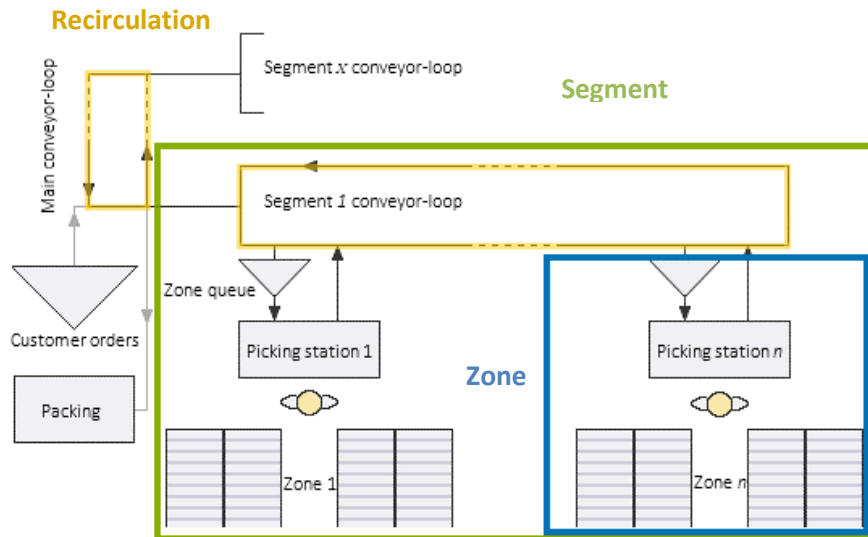 Recirculation
Main conveyor-loop
Segment x conveyor-loop
Segment
Segment 1 conveyor-loop
Zone queue
Customer orders
Picking station 1
Picking station n
Zone
Packing
Zone 1
Zone n